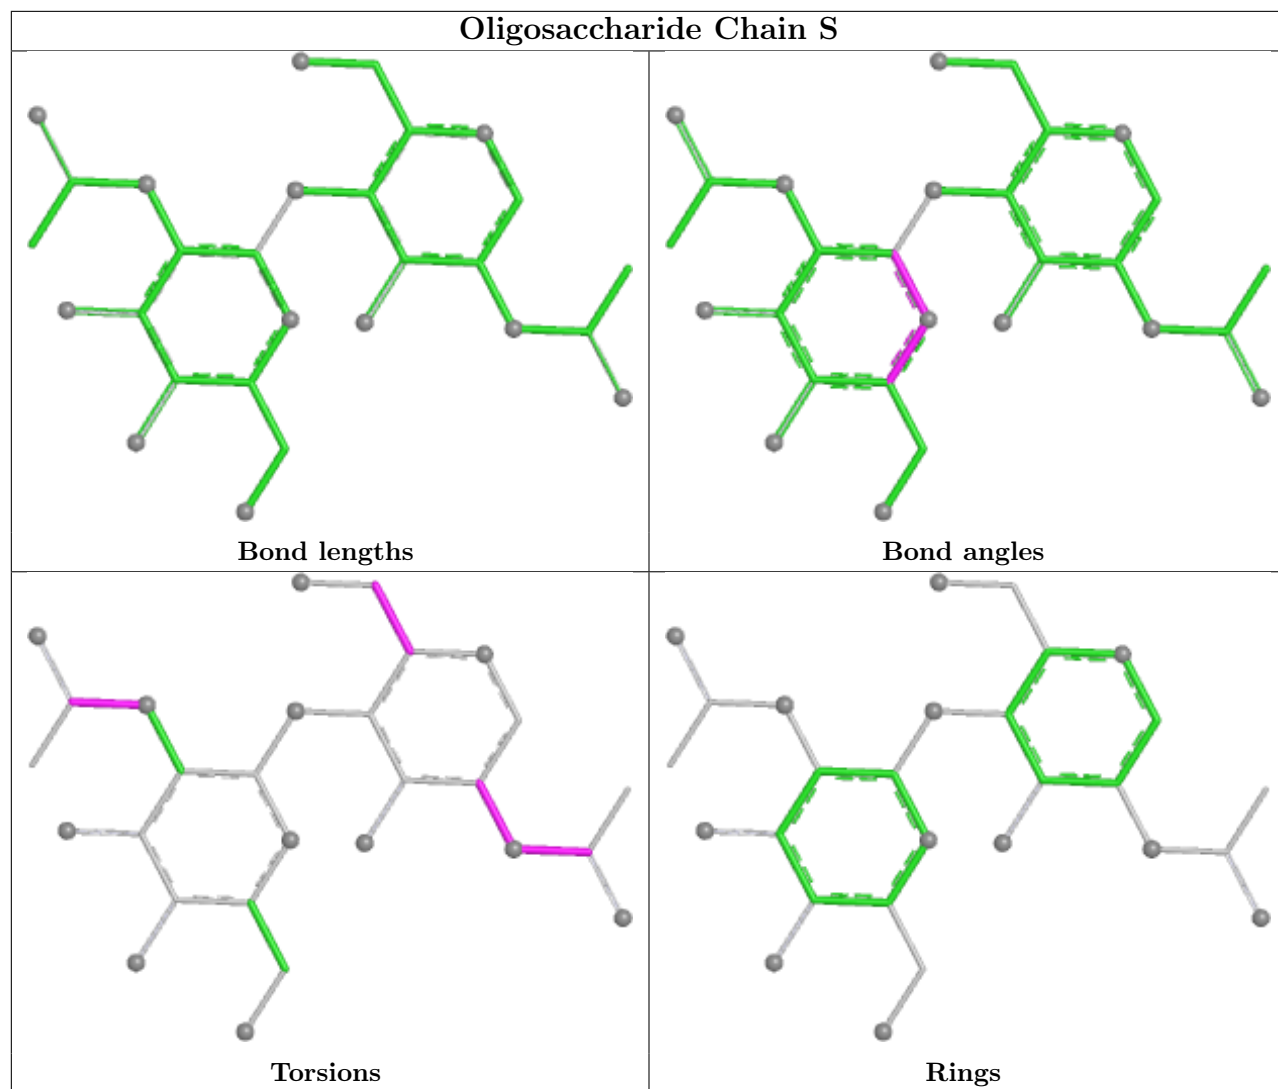 Oligosaccharide Chain S
Bond lengths
Bond angles
Torsions
Rings